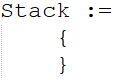 Stack :=
{
}